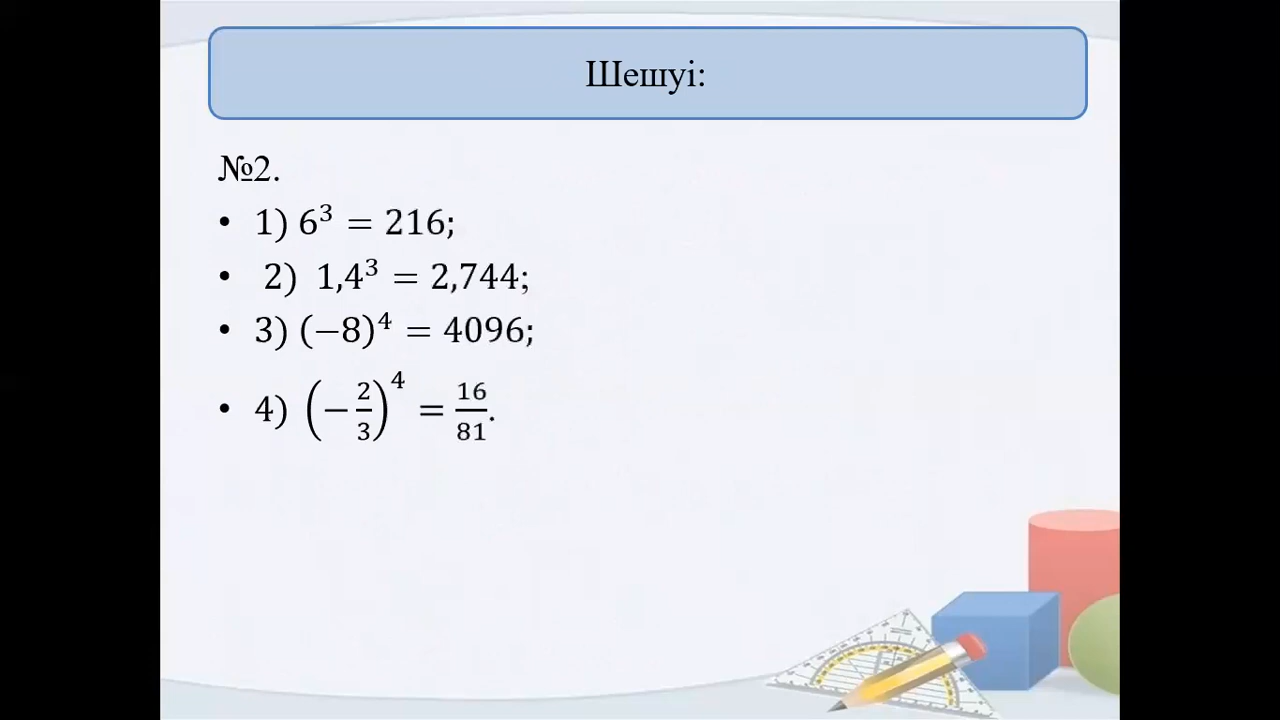 Шешуі:
№2.
• 1) 6³ = 216;
• 2) 1,4³ = 2,744;
• 3) (−8)⁴ = 4096;
• 4) (−2/3)⁴ = 16/81.